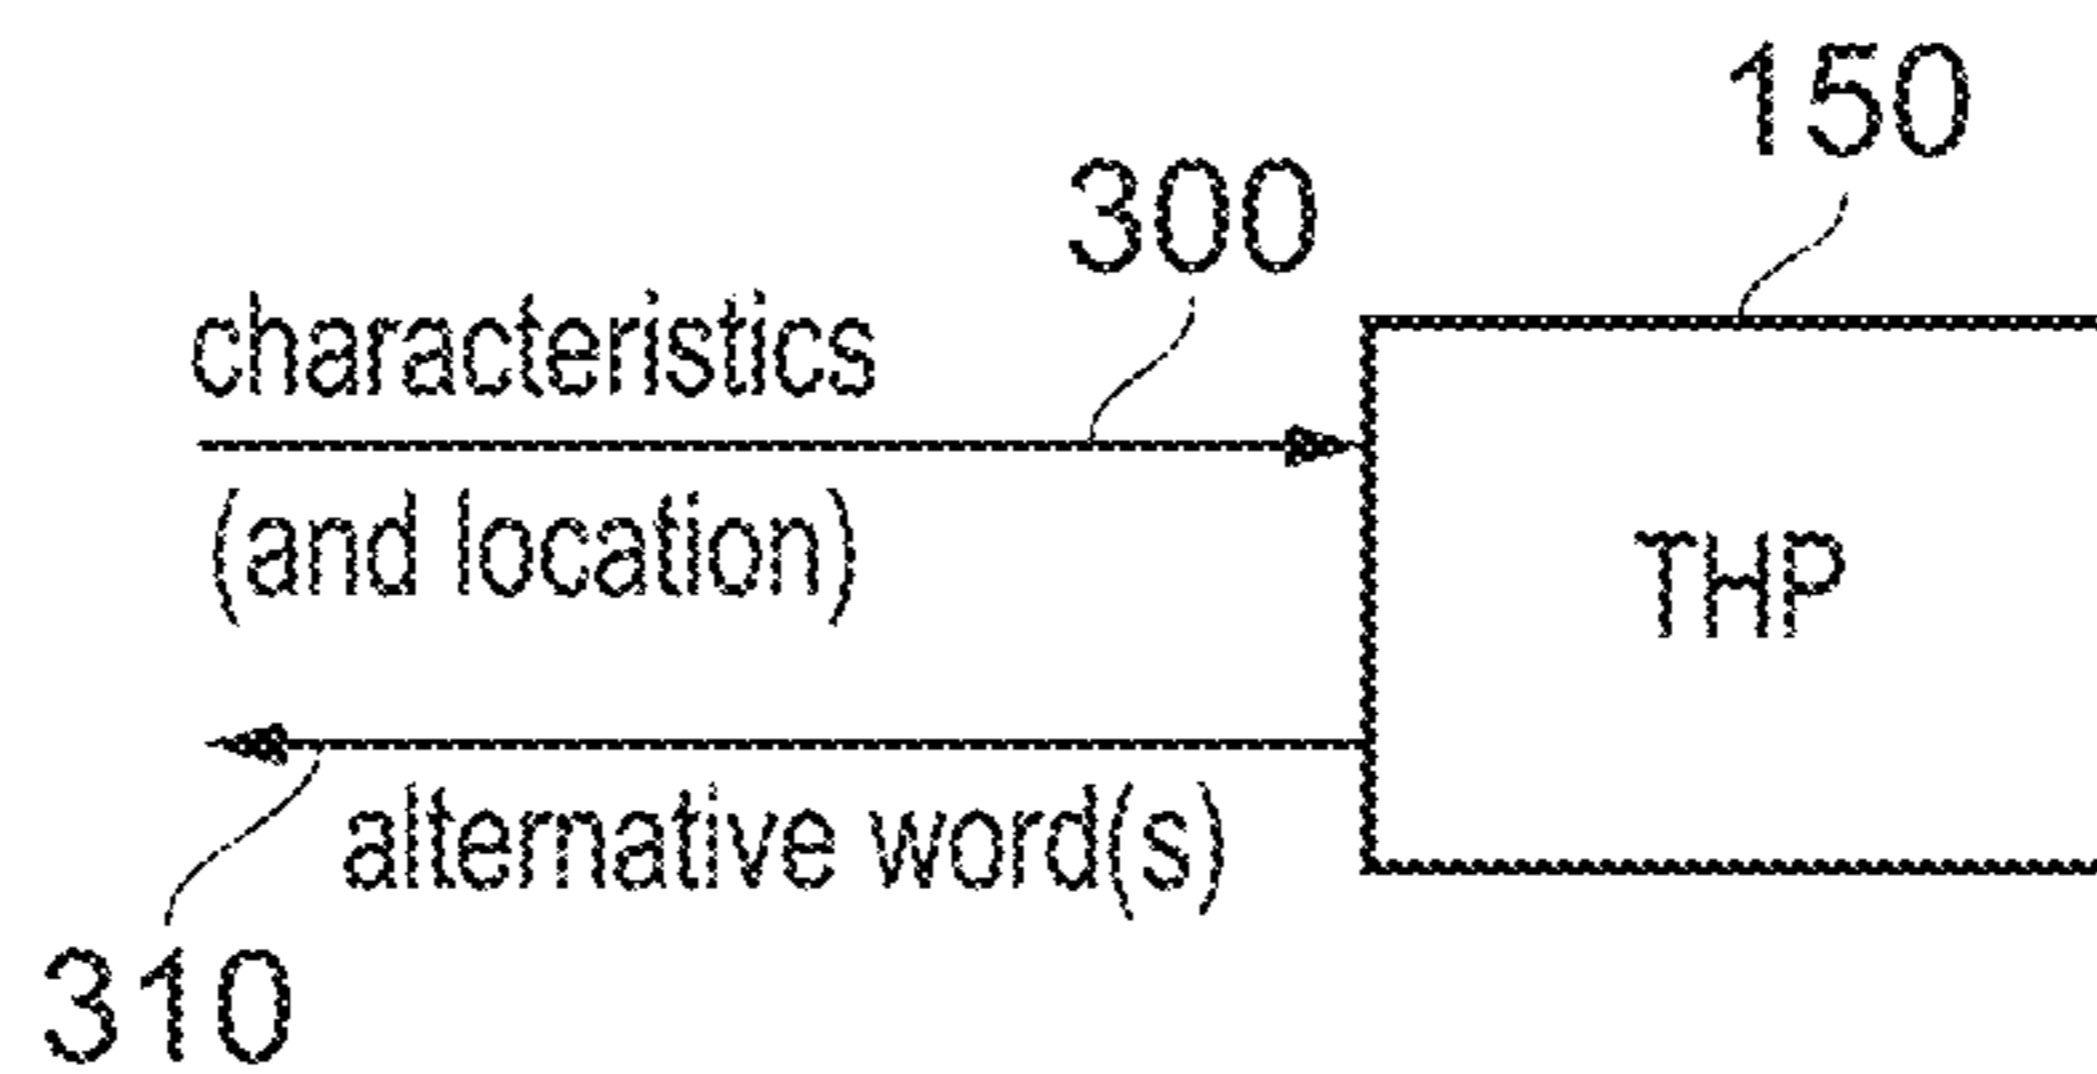 150
300
characteristics
(and location)
THP
alternative word(s)
310